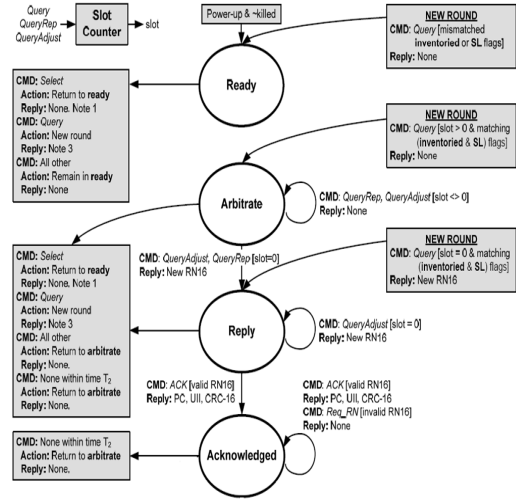 Query
QueryRep
QueryAdjust
Slot
Counter
slot
Power-up & ~killed
NEW ROUND
CMD: Query [mismatched
inventoried or SL flags]
Reply: None
Ready
CMD: Select
Action: Return to ready
Reply: None. Note 1
CMD: Query
Action: New round
Reply: Note 3
CMD: All other
Action: Remain in ready
Reply: None
NEW ROUND
CMD: Query [slot > 0 & matching
(inventoried & SL) flags]
Reply: None
Arbitrate
CMD: QueryRep, QueryAdjust [slot <> 0]
Reply: None
CMD: QueryAdjust, QueryRep [slot=0]
Reply: New RN16
NEW ROUND
CMD: Query [slot = 0 & matching
(inventoried & SL) flags]
Reply: New RN16
CMD: Select
Action: Return to ready
Reply: None. Note 1
CMD: Query
Action: New round
Reply: Note 3
CMD: All other
Action: Return to arbitrate
Reply: None.
CMD: None within time T2
Action: Return to arbitrate
Reply: None.
Reply
CMD: QueryAdjust [slot = 0]
Reply: New RN16
CMD: ACK [valid RN16]
Reply: PC, UII, CRC-16
CMD: ACK [valid RN16]
Reply: PC, UII, CRC-16
CMD: Req_RN [invalid RN16]
Reply: None
CMD: None within time T2
Action: Return to arbitrate
Reply: None.
Acknowledged